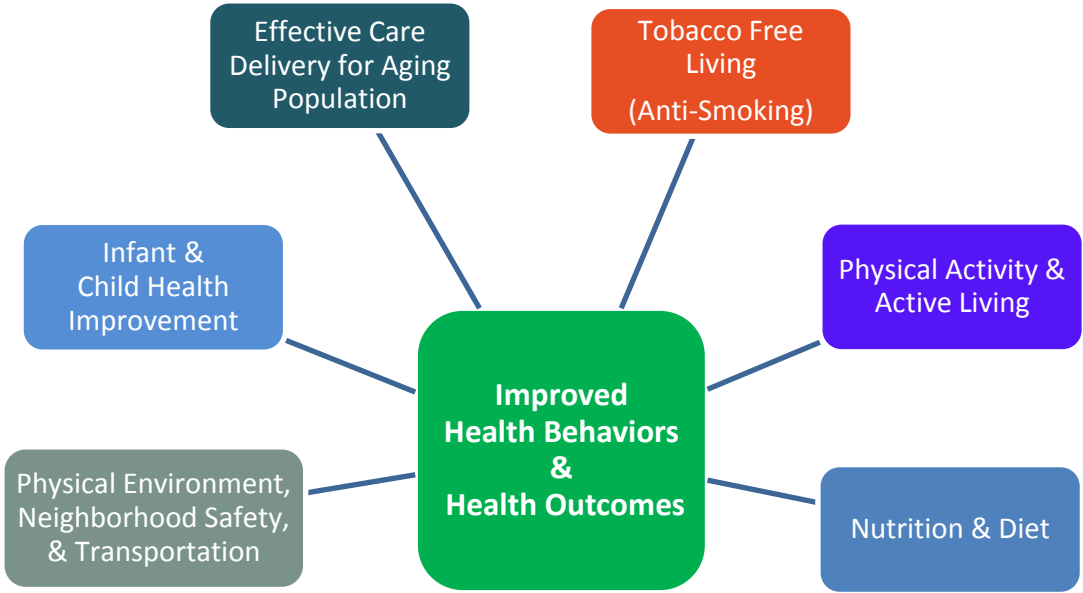 Effective Care
Delivery for Aging
Population
Tobacco Free
Living
(Anti-Smoking)
Infant &
Child Health
Improvement
Physical Activity &
Active Living
Improved
Health Behaviors
&
Health Outcomes
Physical Environment,
Neighborhood Safety,
& Transportation
Nutrition & Diet